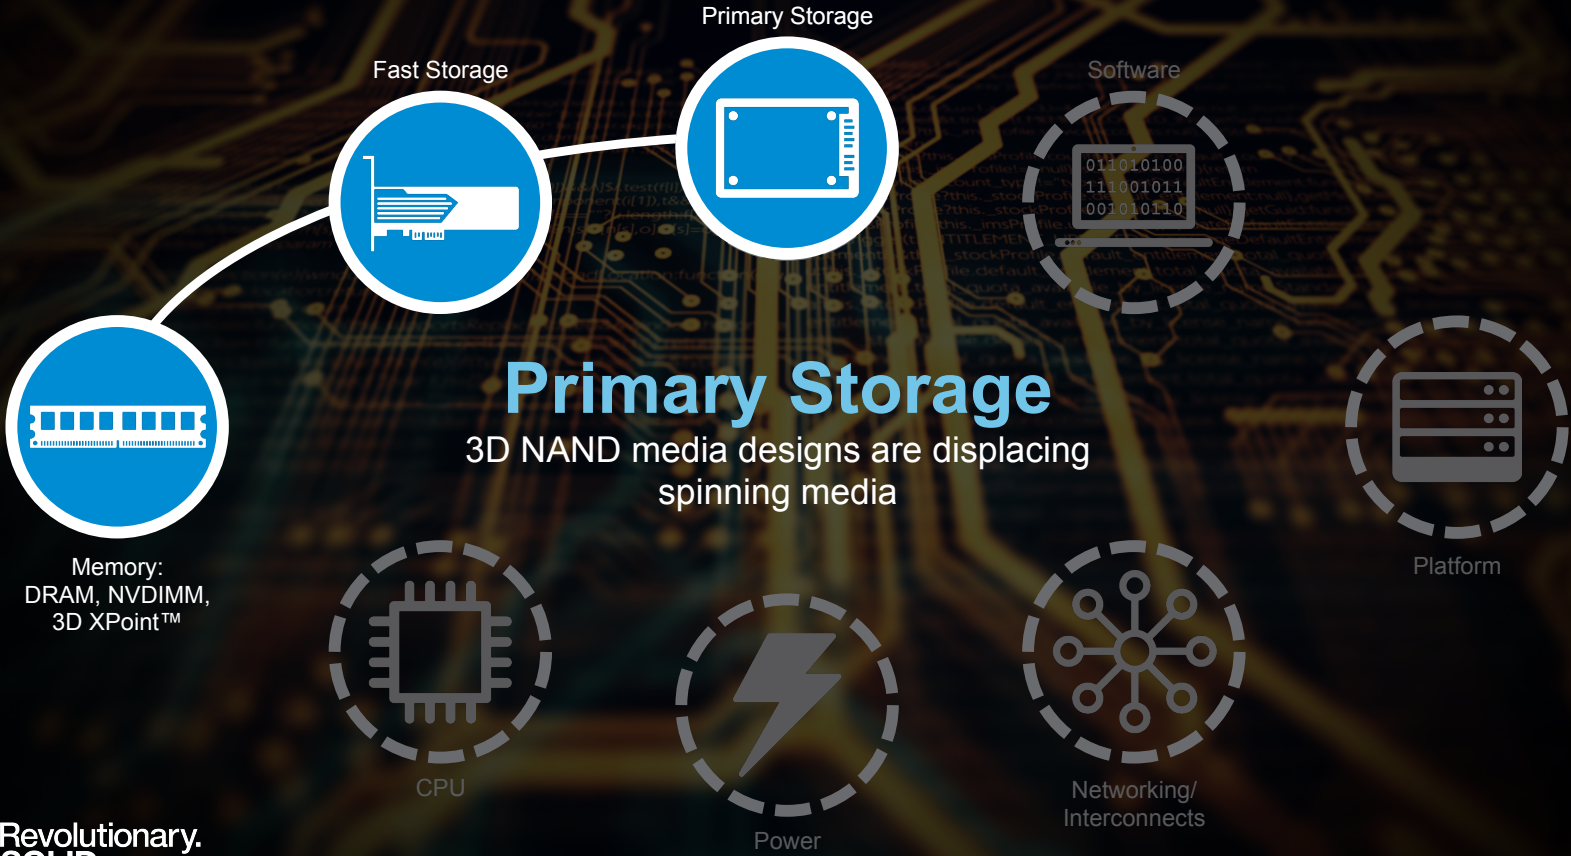 Primary Storage
Fast Storage
Software
011010100
111001011
001010110
Primary Storage
3D NAND media designs are displacing
spinning media
Memory:
DRAM, NVDIMM,
3D XPoint™
Platform
CPU
Networking/
Interconnects
Power
Revolutionary.